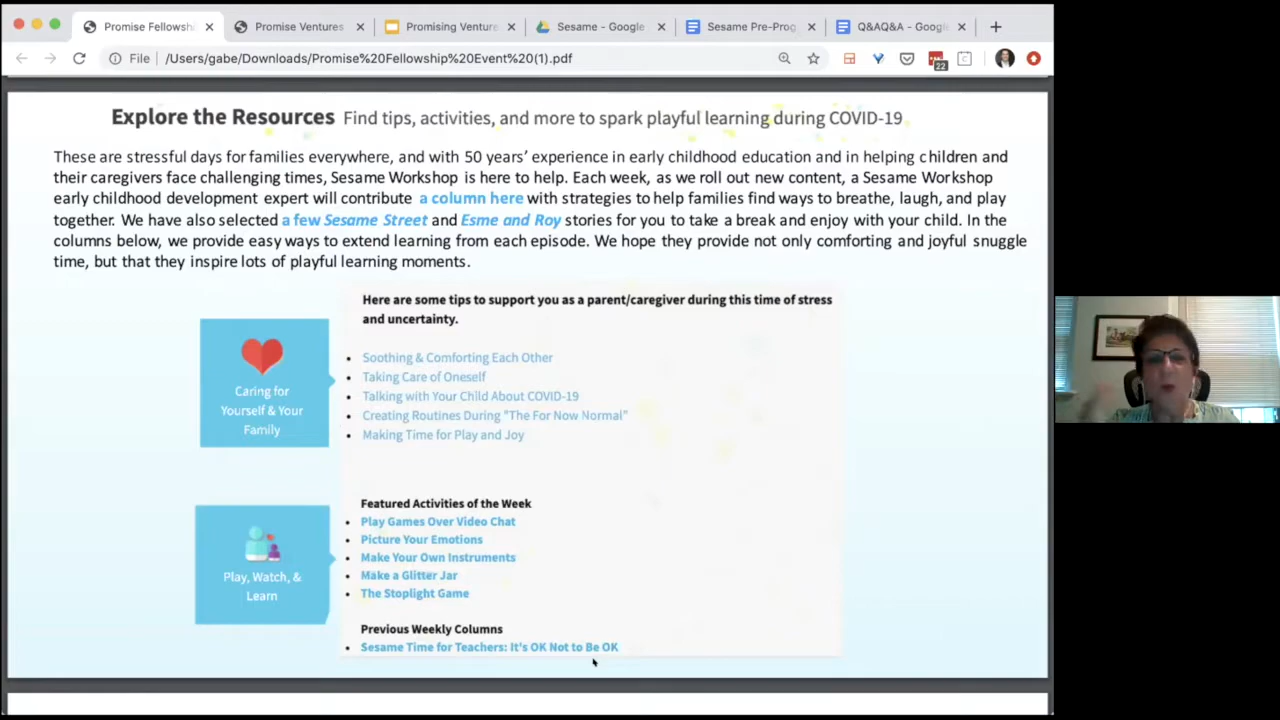 Promise Fellowsh
Promise Ventures
Promising Venture
Sesame - Google
Sesame Pre-Prog
Q&AQ&A - Goog
File
/Users/gabe/Downloads/Promise%20Fellowship%20Event%20(1).pdf
22
Explore the Resources Find tips, activities, and more to spark playful learning during COVID-19
These are stressful days for families everywhere, and with 50 years’ experience in early childhood education and in helping children and
their caregivers face challenging times, Sesame Workshop is here to help. Each week, as we roll out new content, a Sesame Workshop
early childhood development expert will contribute a column here with strategies to help families find ways to breathe, laugh, and play
together. We have also selected a few Sesame Street and Esme and Roy stories for you to take a break and enjoy with your child. In the
columns below, we provide easy ways to extend learning from each episode. We hope they provide not only comforting and joyful snuggle
time, but that they inspire lots of playful learning moments.
Here are some tips to support you as a parent/caregiver during this time of stress
and uncertainty.
Caring for
Yourself & Your
Family
• Soothing & Comforting Each Other
• Taking Care of Oneself
• Talking with Your Child About COVID-19
• Creating Routines During "The For Now Normal"
• Making Time for Play and Joy
Play, Watch, &
Learn
Featured Activities of the Week
• Play Games Over Video Chat
• Picture Your Emotions
• Make Your Own Instruments
• Make a Glitter Jar
• The Stoplight Game
Previous Weekly Columns
• Sesame Time for Teachers: It's OK Not to Be OK